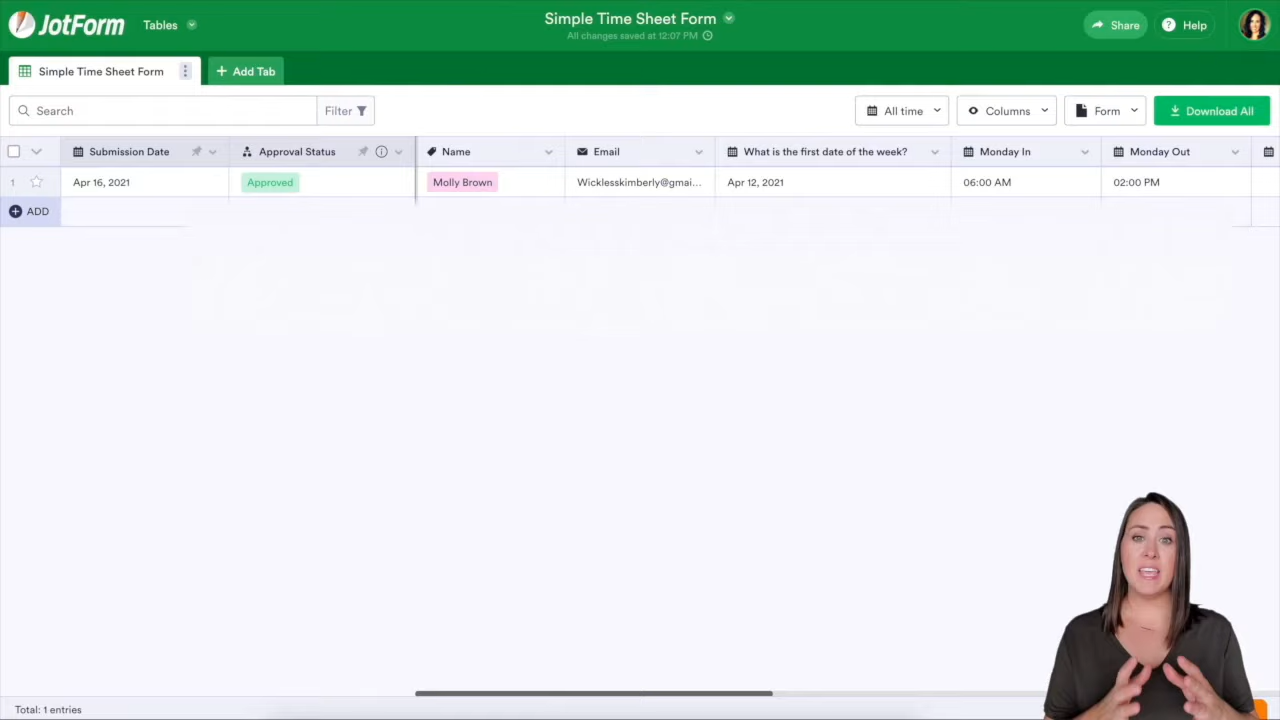 JotForm
Tables
Simple Time Sheet Form
All changes saved at 12:07 PM
Share
Help
Simple Time Sheet Form
+ Add Tab
Search
Filter
All time
Columns
Form
Download All
Submission Date
Approval Status
Name
Email
What is the first date of the week?
Monday In
Monday Out
1
Apr 16, 2021
Approved
Molly Brown
Wicklesskimberly@gmai...
Apr 12, 2021
06:00 AM
02:00 PM
ADD
Total: 1 entries